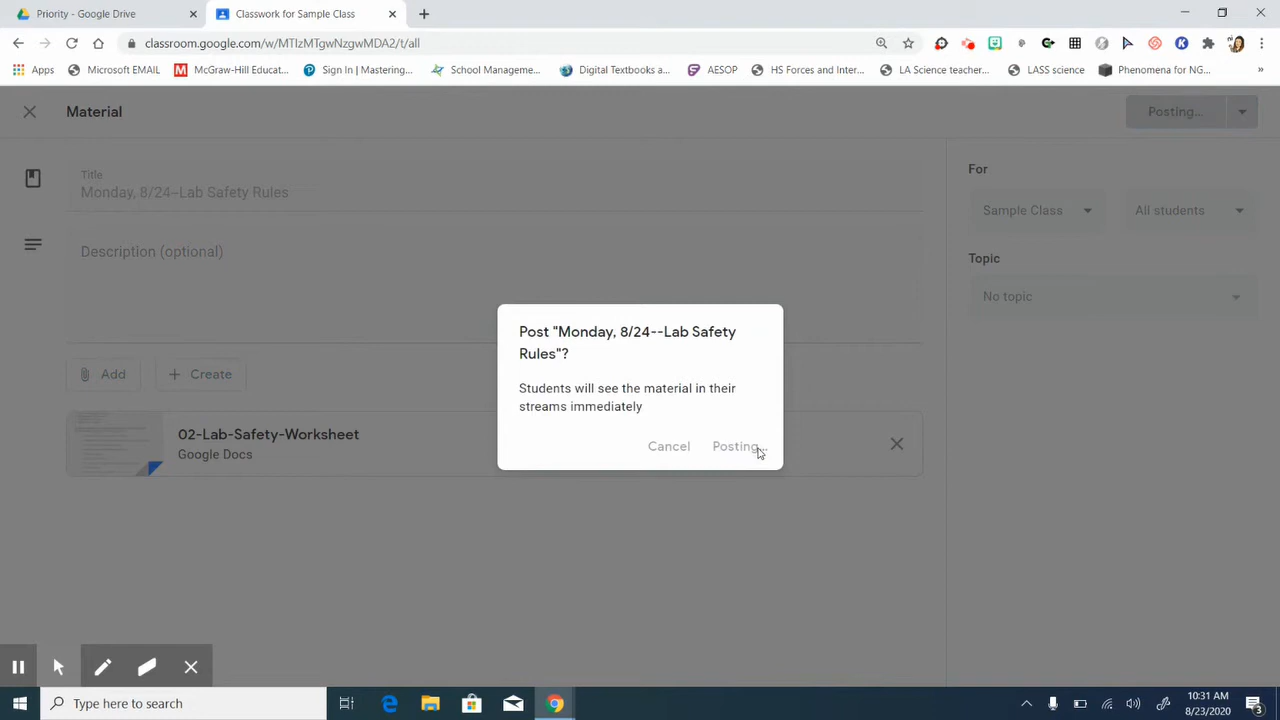 Priority - Google Drive
Classwork for Sample Class
classroom.google.com/w/MTIzMTgwNzgwMDA2/t/all
Apps
Microsoft EMAIL
McGraw-Hill Educat...
Sign In | Mastering...
School Manageme...
Digital Textbooks a...
AESOP
HS Forces and Inter...
LA Science teacher...
LASS science
Phenomena for NG...
»
Material
Posting...
Title
Monday, 8/24--Lab Safety Rules
Description (optional)
Add
Create
02-Lab-Safety-Worksheet
Google Docs
For
Sample Class
All students
Topic
No topic
Post "Monday, 8/24--Lab Safety
Rules"?
Students will see the material in their
streams immediately
Cancel
Posting...
Type here to search
10:31 AM
8/23/2020
3